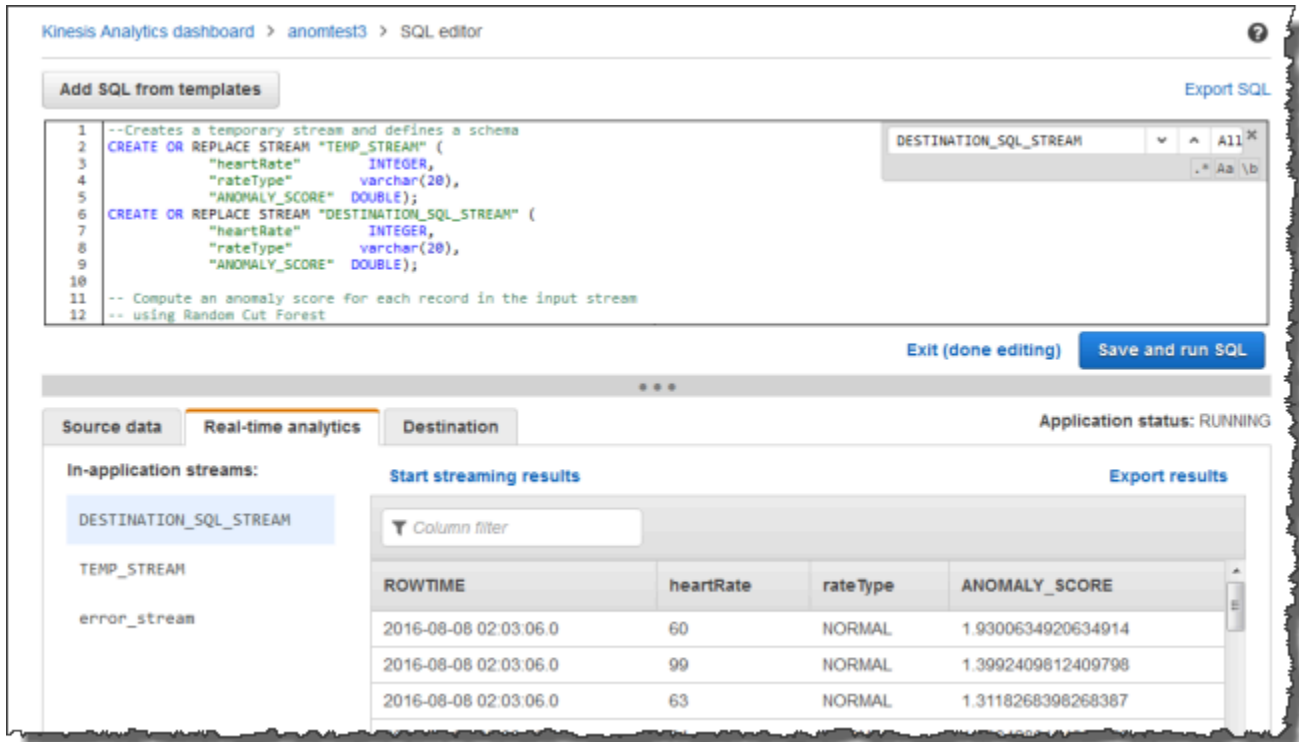 Kinesis Analytics dashboard > anomtest3 > SQL editor
Add SQL from templates
Export SQL
1 --Creates a temporary stream and defines a schema
2 CREATE OR REPLACE STREAM "TEMP_STREAM" (
3 "heartRate" INTEGER,
4 "rateType" varchar(20),
5 "ANOMALY_SCORE" DOUBLE);
6 CREATE OR REPLACE STREAM "DESTINATION_SQL_STREAM" (
7 "heartRate" INTEGER,
8 "rateType" varchar(20),
9 "ANOMALY_SCORE" DOUBLE);
10
11 -- Compute an anomaly score for each record in the input stream
12 -- using Random Cut Forest
DESTINATION_SQL_STREAM All
.* Aa \b
Exit (done editing) Save and run SQL
Source data Real-time analytics Destination Application status: RUNNING
In-application streams:
DESTINATION_SQL_STREAM
TEMP_STREAM
error_stream
Start streaming results Export results
Column filter
ROWTIME heartRate rateType ANOMALY_SCORE
2016-08-08 02:03:06.0 60 NORMAL 1.9300634920634914
2016-08-08 02:03:06.0 99 NORMAL 1.3992409812409798
2016-08-08 02:03:06.0 63 NORMAL 1.3118268398268387